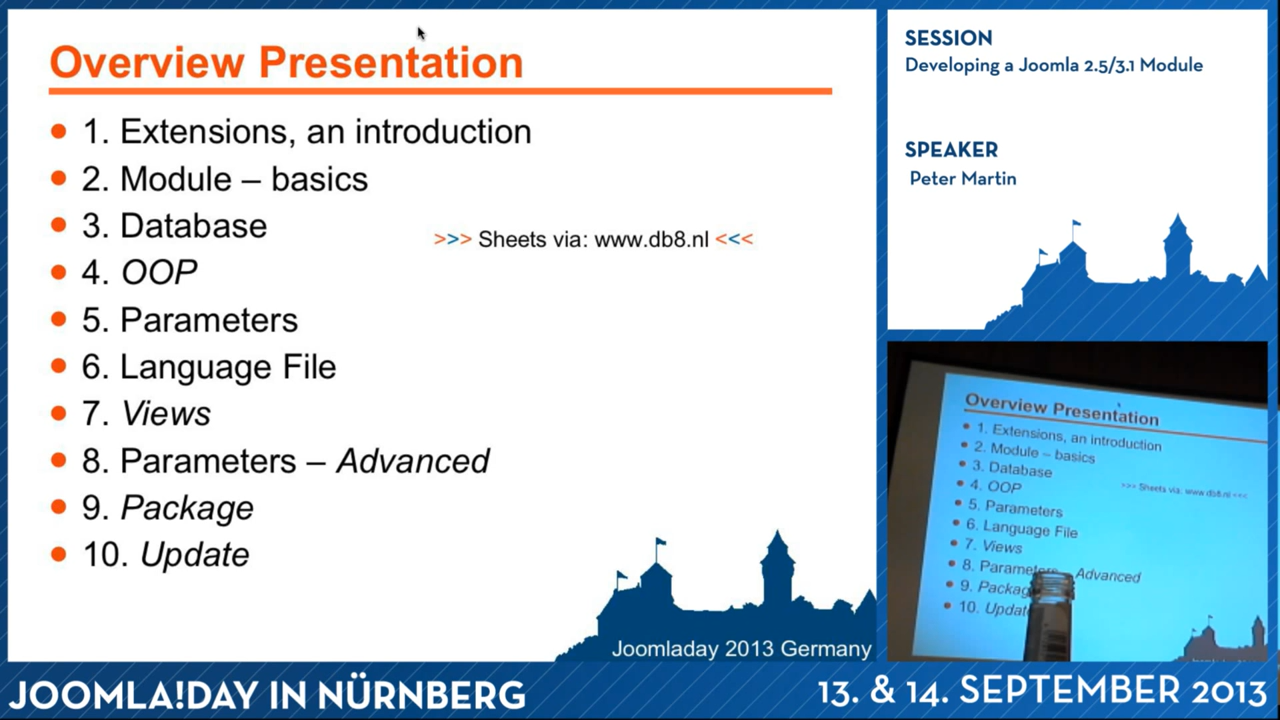 Overview Presentation
1. Extensions, an introduction
2. Module – basics
3. Database
>>> Sheets via: www.db8.nl <<<
4. OOP
5. Parameters
6. Language File
7. Views
8. Parameters – Advanced
9. Package
10. Update
Joomladay 2013 Germany
SESSION
Developing a Joomla 2.5/3.1 Module
SPEAKER
Peter Martin
Overview Presentation
1. Extensions, an introduction
2. Module – basics
3. Database
4. OOP
>>> Sheets via: www.db8.nl <<<
5. Parameters
6. Language File
7. Views
8. Advanced
9.
10.
JOOMLA!DAY IN NÜRNBERG
13. & 14. SEPTEMBER 2013